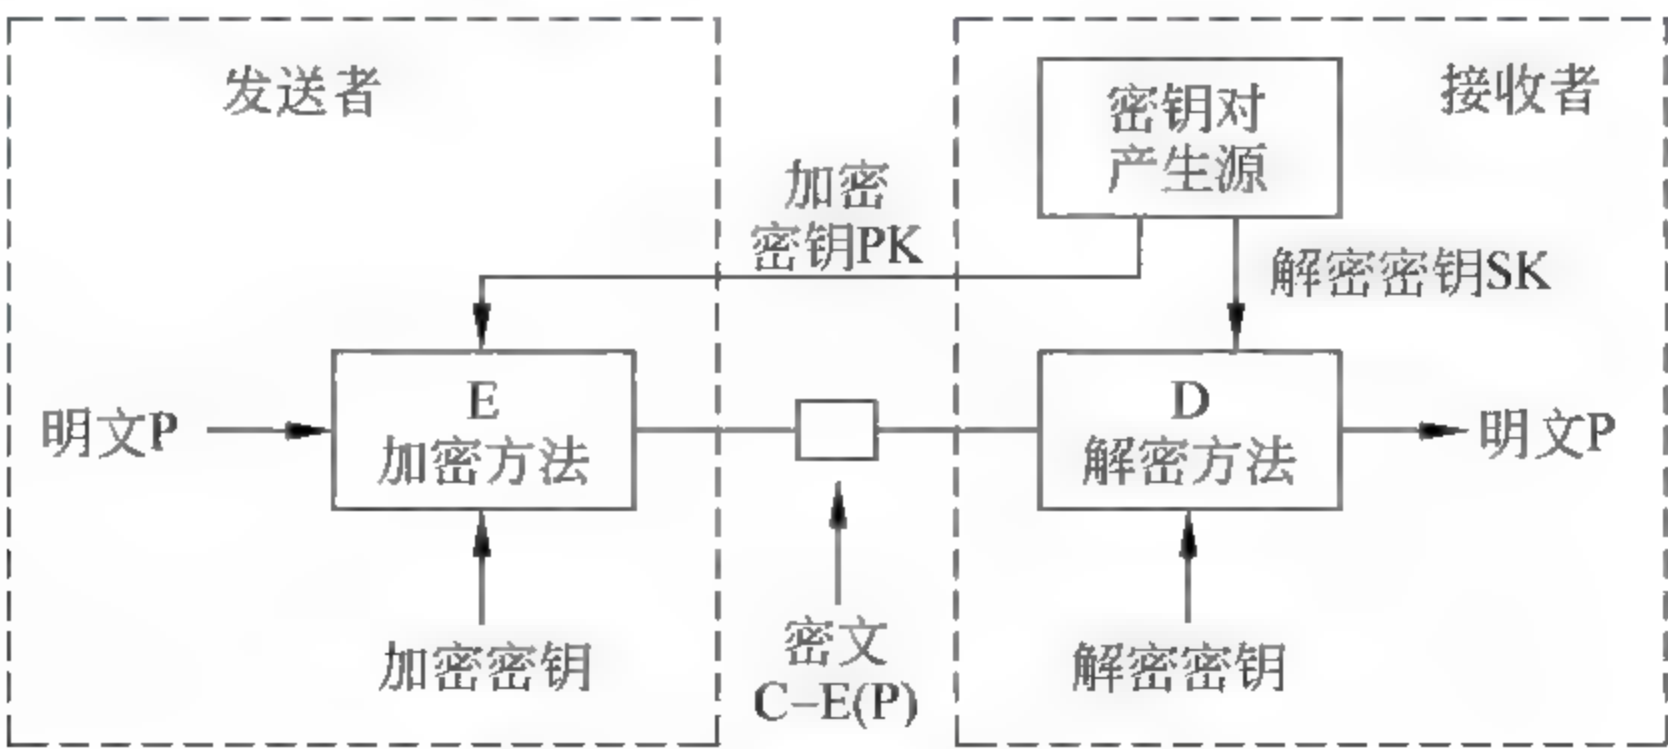 发送者
密钥对
产生源
接收者
加密
密钥PK
解密密钥SK
明文P
E
加密方法
D
解密方法
明文P
加密密钥
密文
C-E(P)
解密密钥